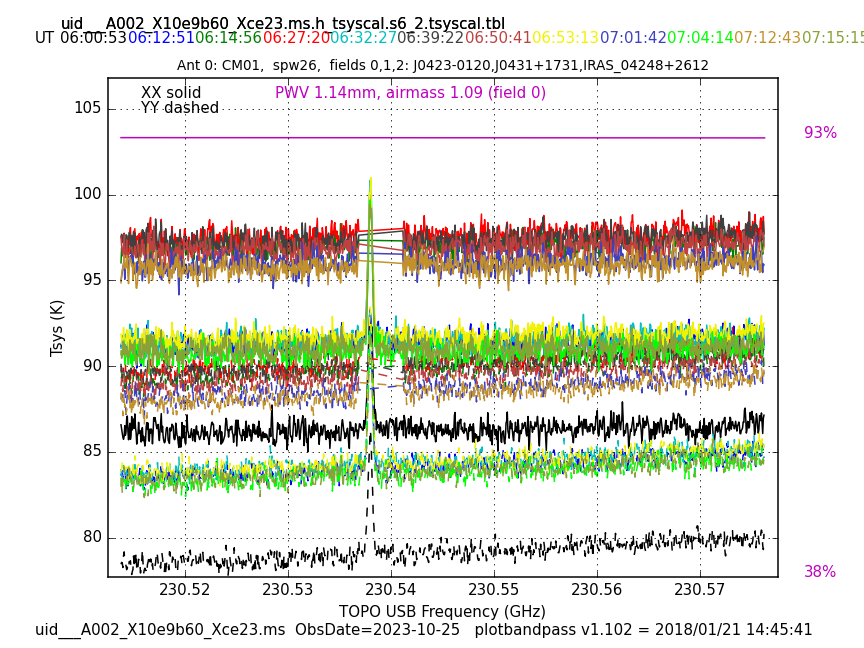 uid___A002_X10e9b60_Xce23.ms.h_tsyscal.s6_2.tsyscal.tbl
UT 06:00:53 06:12:51 06:14:56 06:27:20 06:32:27 06:39:22 06:50:41 06:53:13 07:01:42 07:04:14 07:12:43 07:15:15
Ant 0: CM01,  spw26,  fields 0,1,2: J0423-0120,J0431+1731,IRAS_04248+2612
XX solid
PWV 1.14mm, airmass 1.09 (field 0)
YY dashed
105
93%
100
95
Tsys (K)
90
85
80
38%
230.52 230.53 230.54 230.55 230.56 230.57
TOPO USB Frequency (GHz)
uid___A002_X10e9b60_Xce23.ms  ObsDate=2023-10-25  plotbandpass v1.102 = 2018/01/21 14:45:41